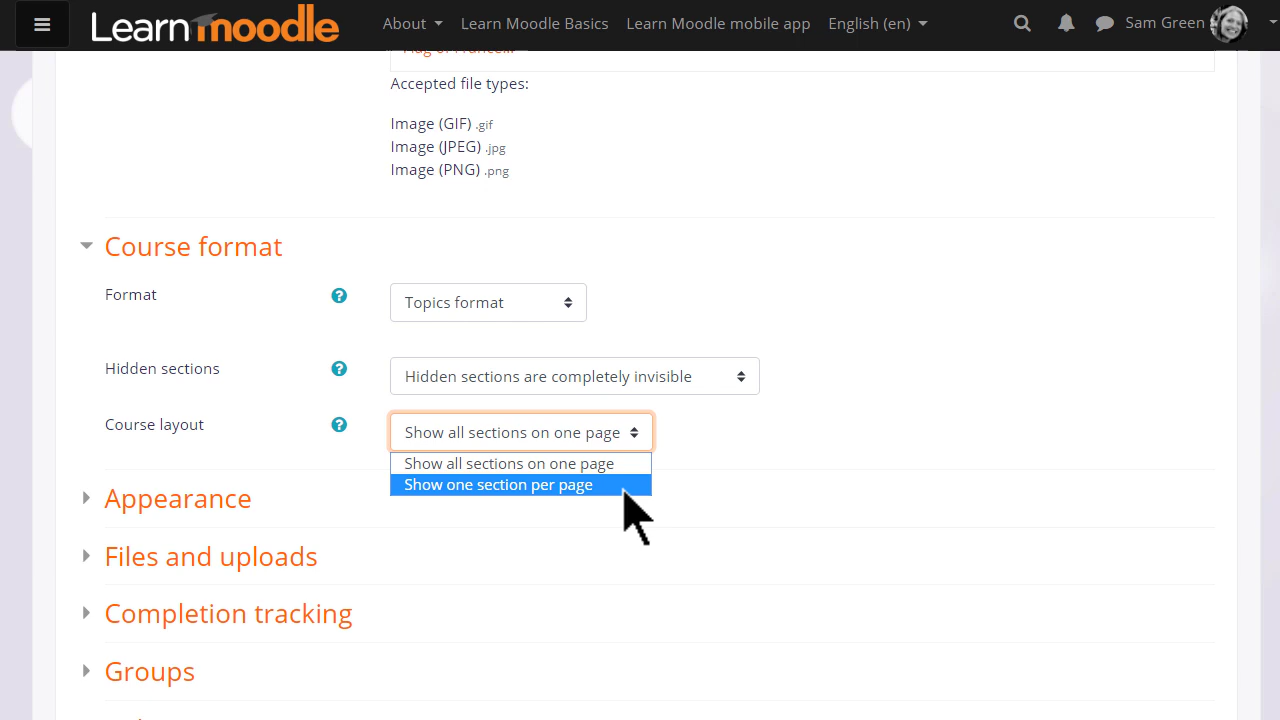 Learn moodle
About
Learn Moodle Basics
Learn Moodle mobile app
English (en)
Sam Green
Accepted file types:
Image (GIF) .gif
Image (JPEG) .jpg
Image (PNG) .png
Course format
Format
Topics format
Hidden sections
Hidden sections are completely invisible
Course layout
Show all sections on one page
Show all sections on one page
Show one section per page
Appearance
Files and uploads
Completion tracking
Groups